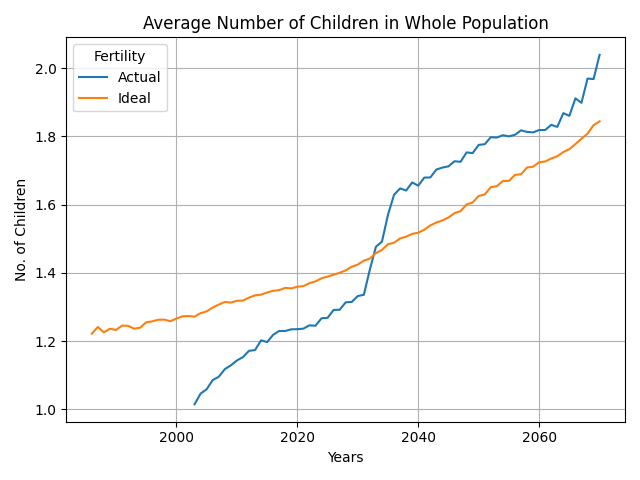 Average Number of Children in Whole Population
Fertility
Actual
Ideal
No. of Children
2.0
1.8
1.6
1.4
1.2
1.0
2000 2020 2040 2060
Years